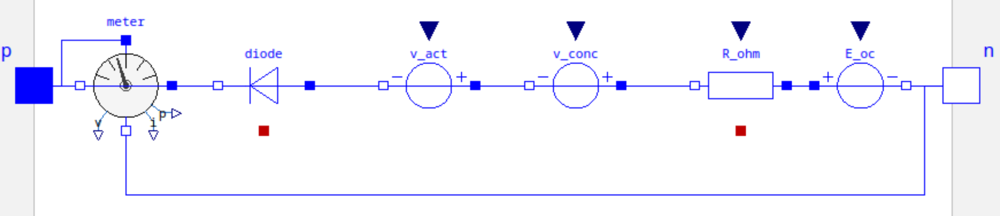 meter
p
diode
v_act
v_conc
R_ohm
E_oc
n
− +
− +
+ −
v
i
p